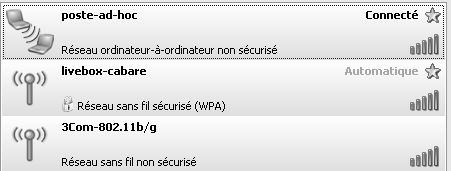 poste-ad-hoc Connecté
Réseau ordinateur-à-ordinateur non sécurisé
livebox-cabare Automatique
Réseau sans fil sécurisé (WPA)
3Com-802.11b/g
Réseau sans fil non sécurisé